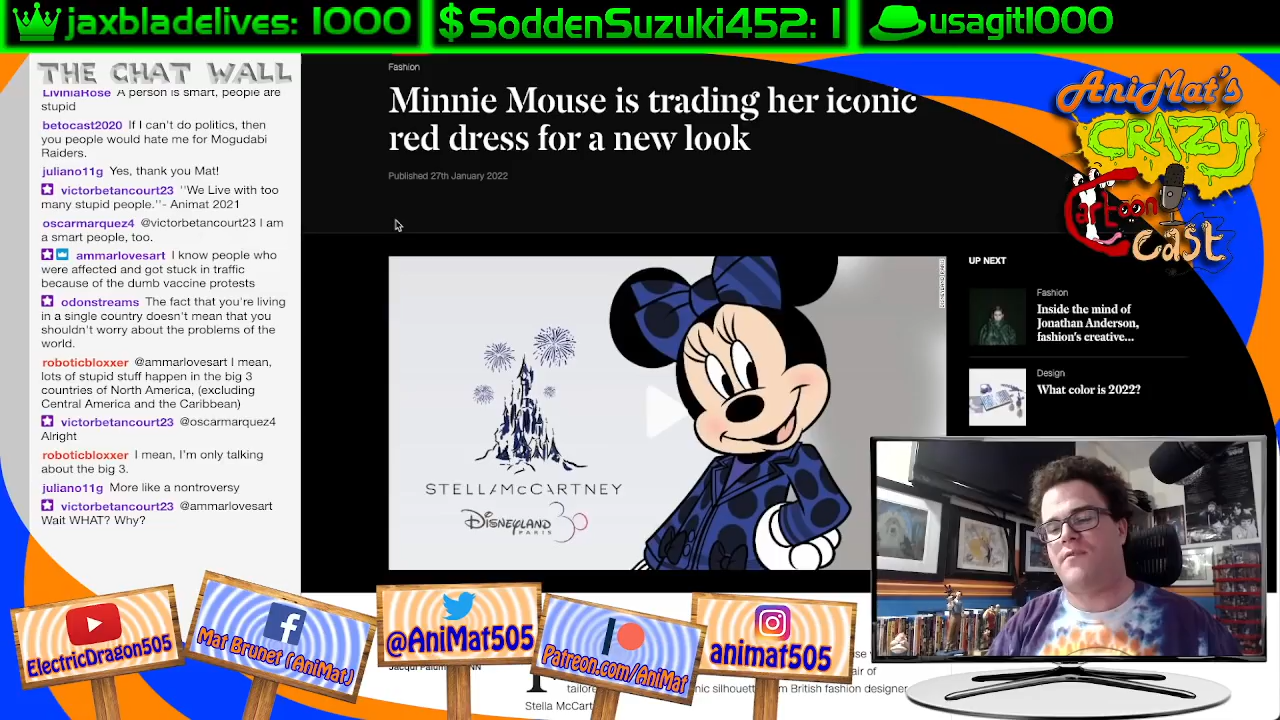 jaxbladelives: 1000
$ SoddenSuzuki452: 1
usagit1000
THE CHAT WALL
LiviniaRose A person is smart, people are
stupid
betocast2020 If I can't do politics, then
you people would hate me for Mogudabi
Raiders.
juliano11g Yes, thank you Mat!
victorbetancourt23 "We Live with too
many stupid people."- Animat 2021
oscarmarquez4 @victorbetancourt23 I am
a smart people, too.
ammarlovesart I know people who
were affected and got stuck in traffic
because of the dumb vaccine protests
odonstreams The fact that you're living
in a single country doesn't mean that you
shouldn't worry about the problems of the
world.
roboticbloxxer @ammarlovesart I mean,
lots of stupid stuff happen in the big 3
countries of North America, (excluding
Central America and the Caribbean)
victorbetancourt23 @oscarmarquez4
Alright
roboticbloxxer I mean, I'm only talking
about the big 3.
juliano11g More like a nontroversy
victorbetancourt23 @ammarlovesart
Wait WHAT? Why?
Fashion
Minnie Mouse is trading her iconic
red dress for a new look
Published 27th January 2022
STELLA McCARTNEY
Disneyland
PARIS
30
AniMat's
CRAZY
Cartoon
Cast
UP NEXT
Fashion
Inside the mind of
Jonathan Anderson,
fashion's creative...
Design
What color is 2022?
ElectricDragon505
Mat Brunet (AniMat)
@AniMat505
Patreon.com/AniMat
animat505
tailore
British fashion designer
Stella McCart